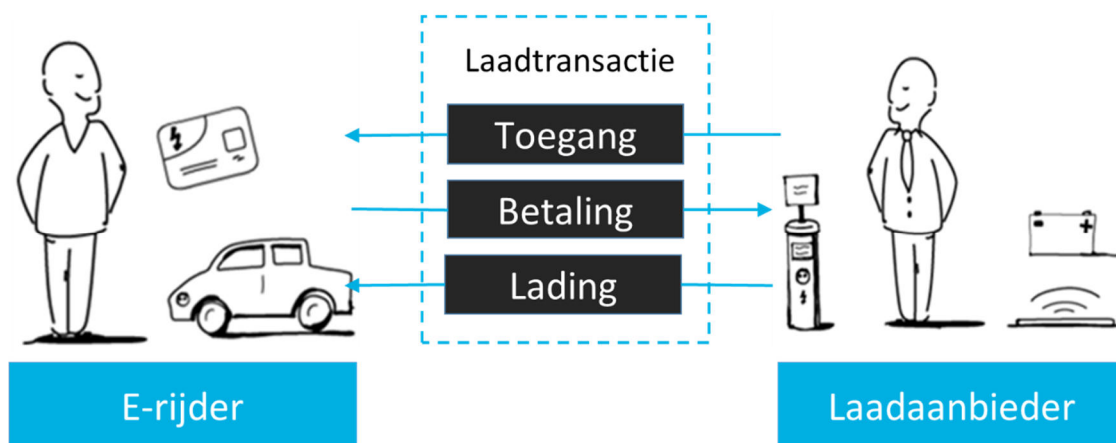 Laadtransactie
Toegang
Betaling
Lading
E-rijder
Laadaanbieder